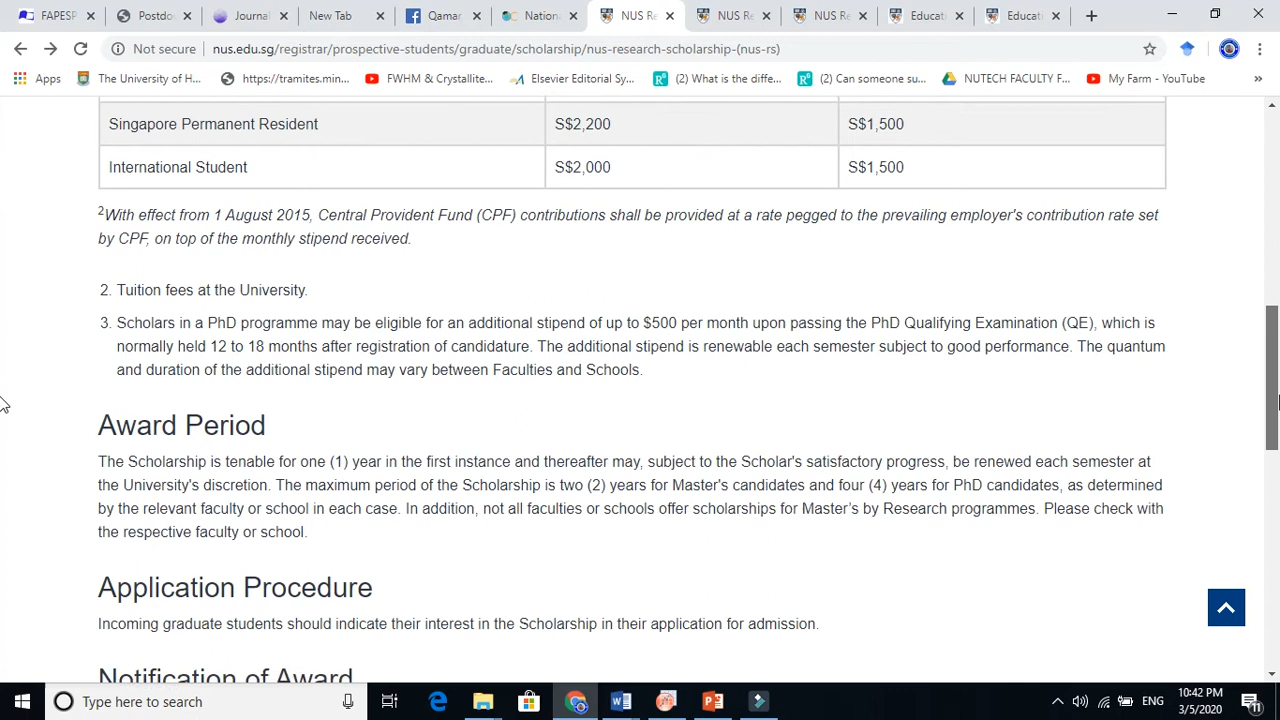 FAPESP
Postdo
Journal
New Tab
Qamar
Nation
NUS Re
NUS Re
NUS Re
Educati
Educati
Not secure
nus.edu.sg/registrar/prospective-students/graduate/scholarship/nus-research-scholarship-(nus-rs)
Apps
The University of H...
https://tramites.min...
FWHM & Crystallite...
Elsevier Editorial Sy...
(2) What is the diffe...
(2) Can someone su...
NUTECH FACULTY F...
My Farm - YouTube
»
Singapore Permanent Resident S$2,200 S$1,500
International Student S$2,000 S$1,500
2With effect from 1 August 2015, Central Provident Fund (CPF) contributions shall be provided at a rate pegged to the prevailing employer's contribution rate set
by CPF, on top of the monthly stipend received.
2. Tuition fees at the University.
3. Scholars in a PhD programme may be eligible for an additional stipend of up to $500 per month upon passing the PhD Qualifying Examination (QE), which is
normally held 12 to 18 months after registration of candidature. The additional stipend is renewable each semester subject to good performance. The quantum
and duration of the additional stipend may vary between Faculties and Schools.
Award Period
The Scholarship is tenable for one (1) year in the first instance and thereafter may, subject to the Scholar's satisfactory progress, be renewed each semester at
the University's discretion. The maximum period of the Scholarship is two (2) years for Master's candidates and four (4) years for PhD candidates, as determined
by the relevant faculty or school in each case. In addition, not all faculties or schools offer scholarships for Master's by Research programmes. Please check with
the respective faculty or school.
Application Procedure
Incoming graduate students should indicate their interest in the Scholarship in their application for admission.
Notification of Award
Type here to search
ENG
10:42 PM
3/5/2020
11